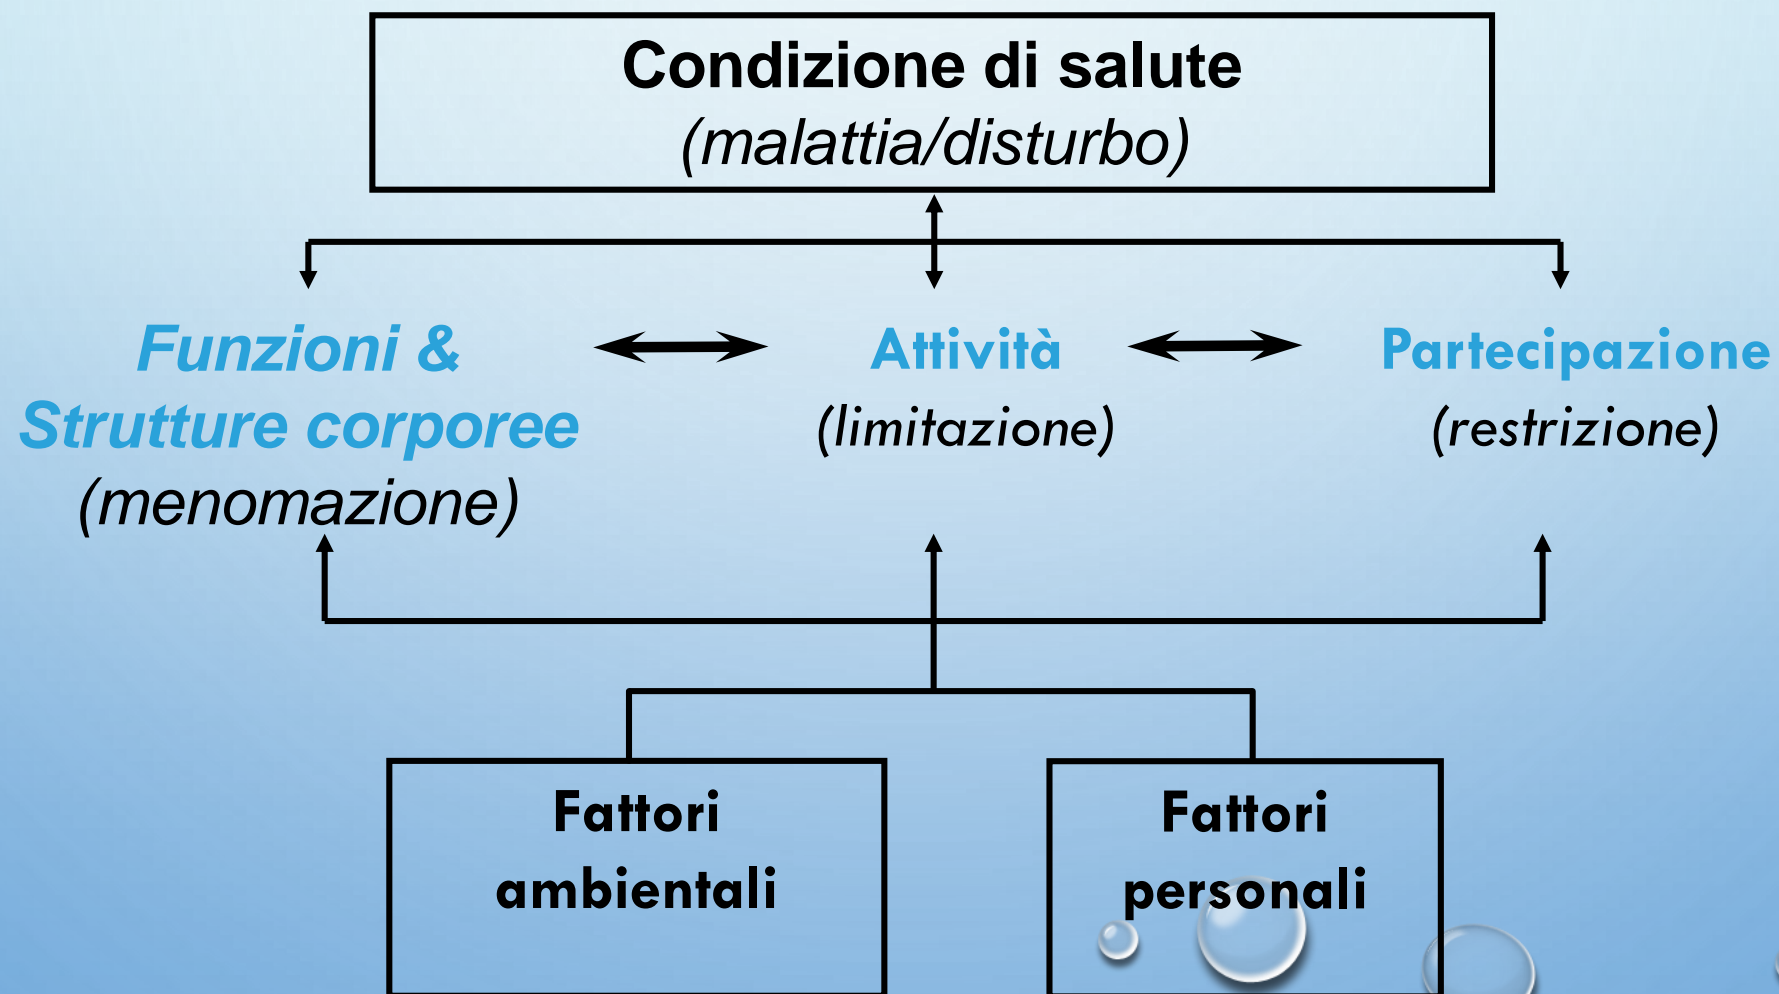 Condizione di salute
(malattia/disturbo)
Funzioni &
Strutture corporee
(menomazione)
Attività
(limitazione)
Partecipazione
(restrizione)
Fattori
ambientali
Fattori
personali